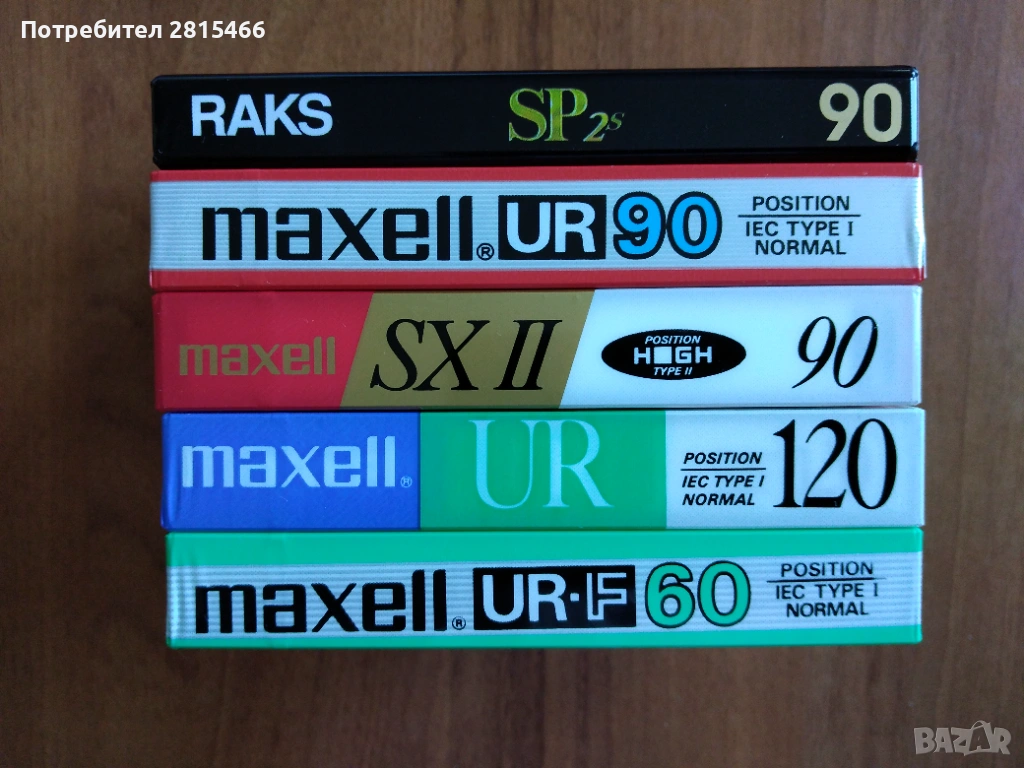 Потребител 2815466
RAKS SP2s 90
maxell® UR 90 POSITION
IEC TYPE I
NORMAL
maxell SX II POSITION
HIGH
TYPE II
90
maxell® UR POSITION
IEC TYPE I
NORMAL
120
maxell® UR·F 60 POSITION
IEC TYPE I
NORMAL
BAZAR